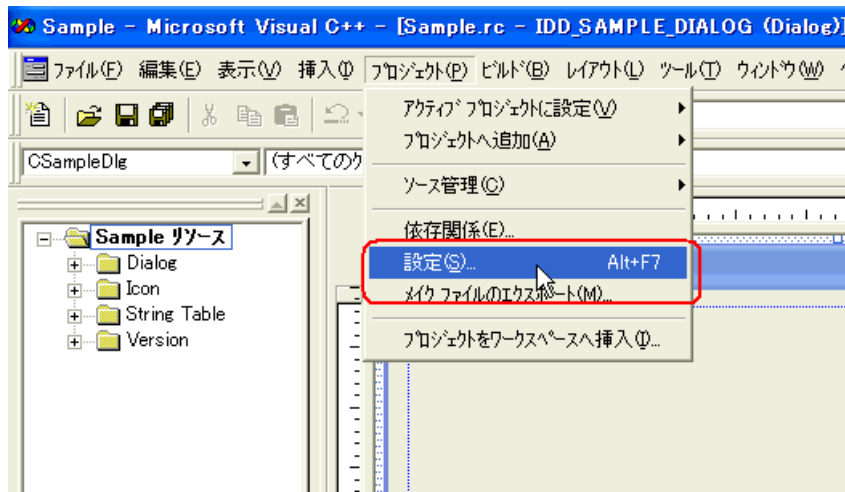 Sample - Microsoft Visual C++ - [Sample.rc - IDD_SAMPLE_DIALOG (Dialog)]
ﾌｧｲﾙ(F) 編集(E) 表示(V) 挿入(I) ﾌﾟﾛｼﾞｪｸﾄ(P) ﾋﾞﾙﾄﾞ(B) ﾚｲｱｳﾄ(L) ﾂｰﾙ(T) ｳｨﾝﾄﾞｳ(W)
ｱｸﾃｨﾌﾞ ﾌﾟﾛｼﾞｪｸﾄに設定(V)
ﾌﾟﾛｼﾞｪｸﾄへ追加(A)
CSampleDlg (すべてのｸ
ｿｰｽ管理(C)
依存関係(E)...
設定(S)... Alt+F7
ﾒｲｸ ﾌｧｲﾙのｴｸｽﾎﾟｰﾄ(M)...
ﾌﾟﾛｼﾞｪｸﾄをﾜｰｸｽﾍﾟｰｽへ挿入(I)...
Sample ﾘｿｰｽ
Dialog
Icon
String Table
Version